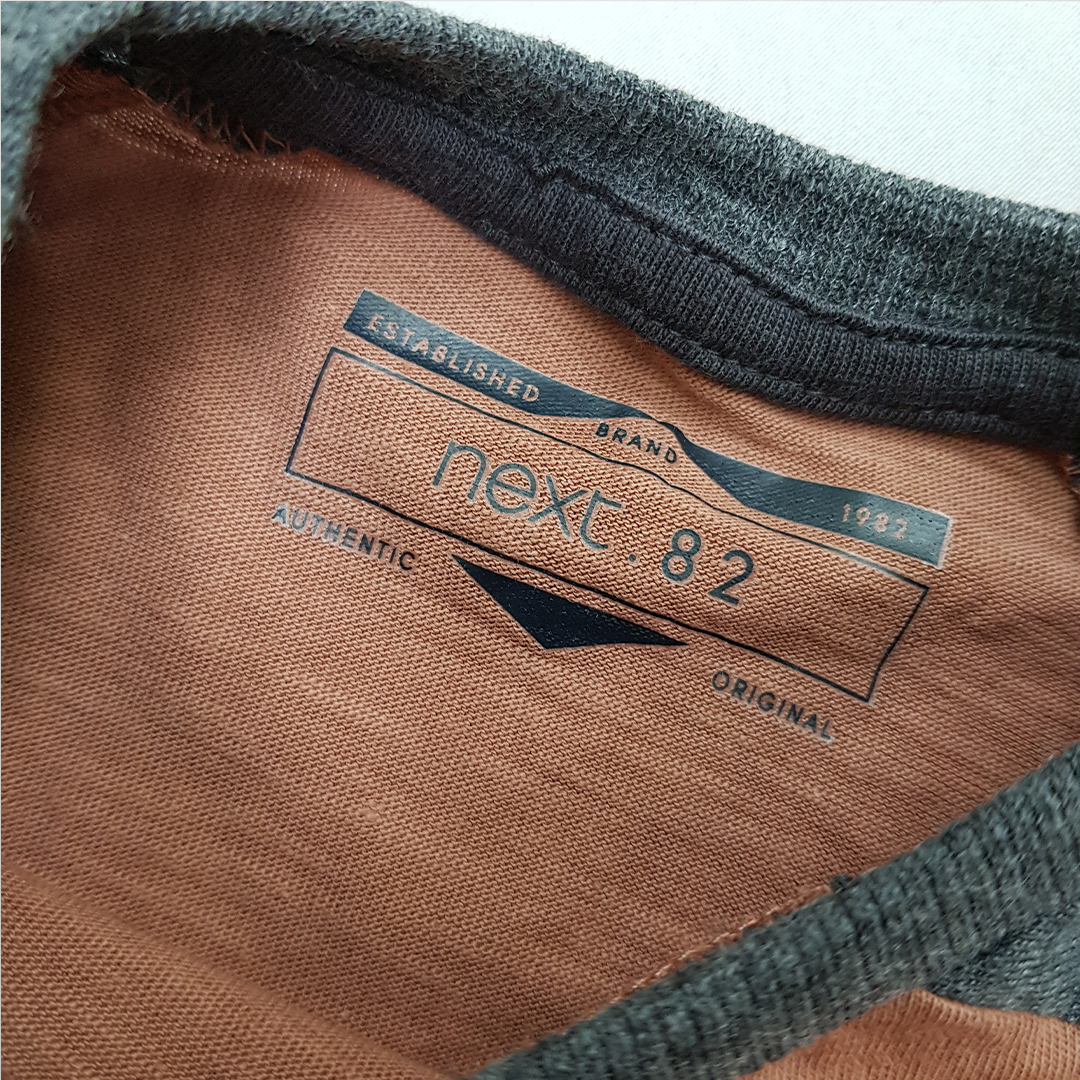 ESTABLISHED BRAND 1982
next.82
AUTHENTIC ORIGINAL